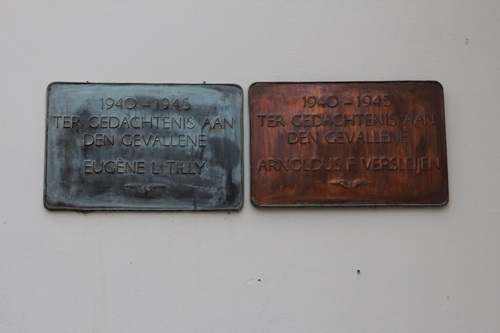 1940 - 1945
TER GEDACHTENIS AAN
DEN GEVALLENE
EUGÈNE L. TILLY
1940 - 1945
TER GEDACHTENIS AAN
DEN GEVALLENE
ARNOLDUS F. VERSLEIJEN